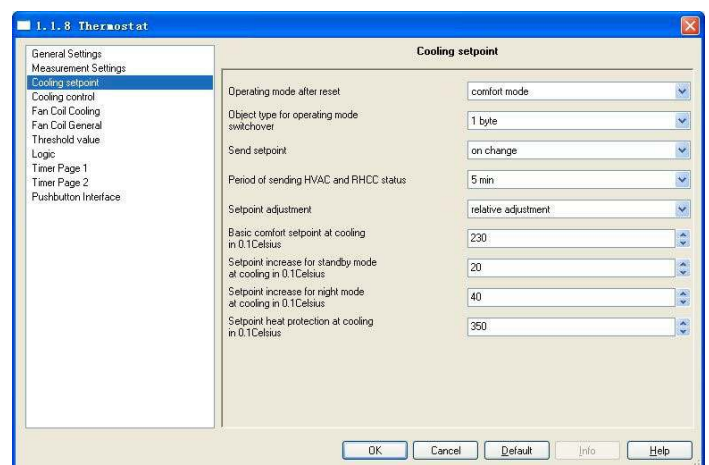 1.1.8 Thermostat
General Settings
Measurement Settings
Cooling setpoint
Cooling control
Fan Coil Cooling
Fan Coil General
Threshold value
Logic
Timer Page 1
Timer Page 2
Pushbutton Interface
Cooling setpoint
Operating mode after reset
comfort mode
Object type for operating mode
switchover
1 byte
Send setpoint
on change
Period of sending HVAC and RHCC status
5 min
Setpoint adjustment
relative adjustment
Basic comfort setpoint at cooling
in 0.1Celsius
230
Setpoint increase for standby mode
at cooling in 0.1Celsius
20
Setpoint increase for night mode
at cooling in 0.1Celsius
40
Setpoint heat protection at cooling
in 0.1Celsius
350
OK
Cancel
Default
Info
Help